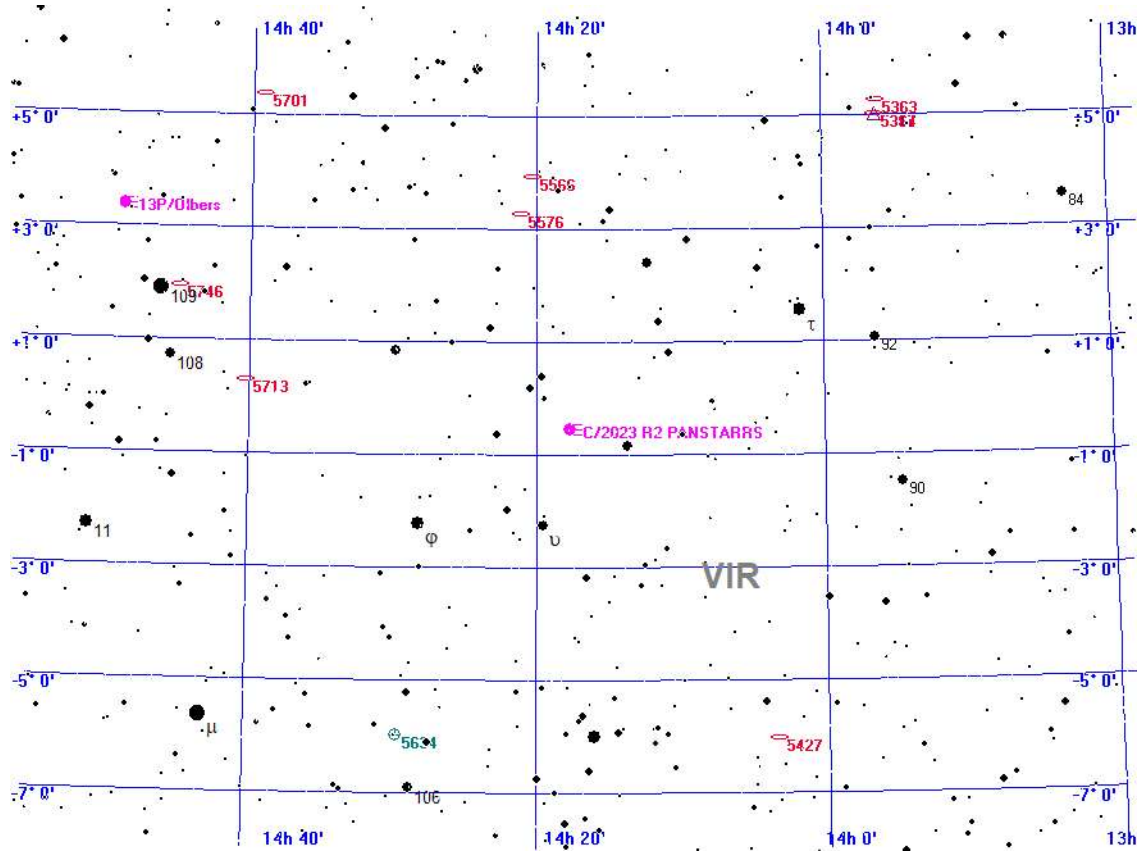 14h 40' 14h 20' 14h 0' 13h
5363
5701
+5° 0' +5° 0'
5566
84
13P/Olbers
5576
+3° 0' +3° 0'
5746
109
τ
+1° 0' 92 +1° 0'
108
5713
C/2023 R2 PANSTARRS
-1° 0' -1° 0'
90
11 φ υ
-3° 0' VIR -3° 0'
-5° 0' -5° 0'
μ
5634 5427
-7° 0' 106 -7° 0'
14h 40' 14h 20' 14h 0' 13h